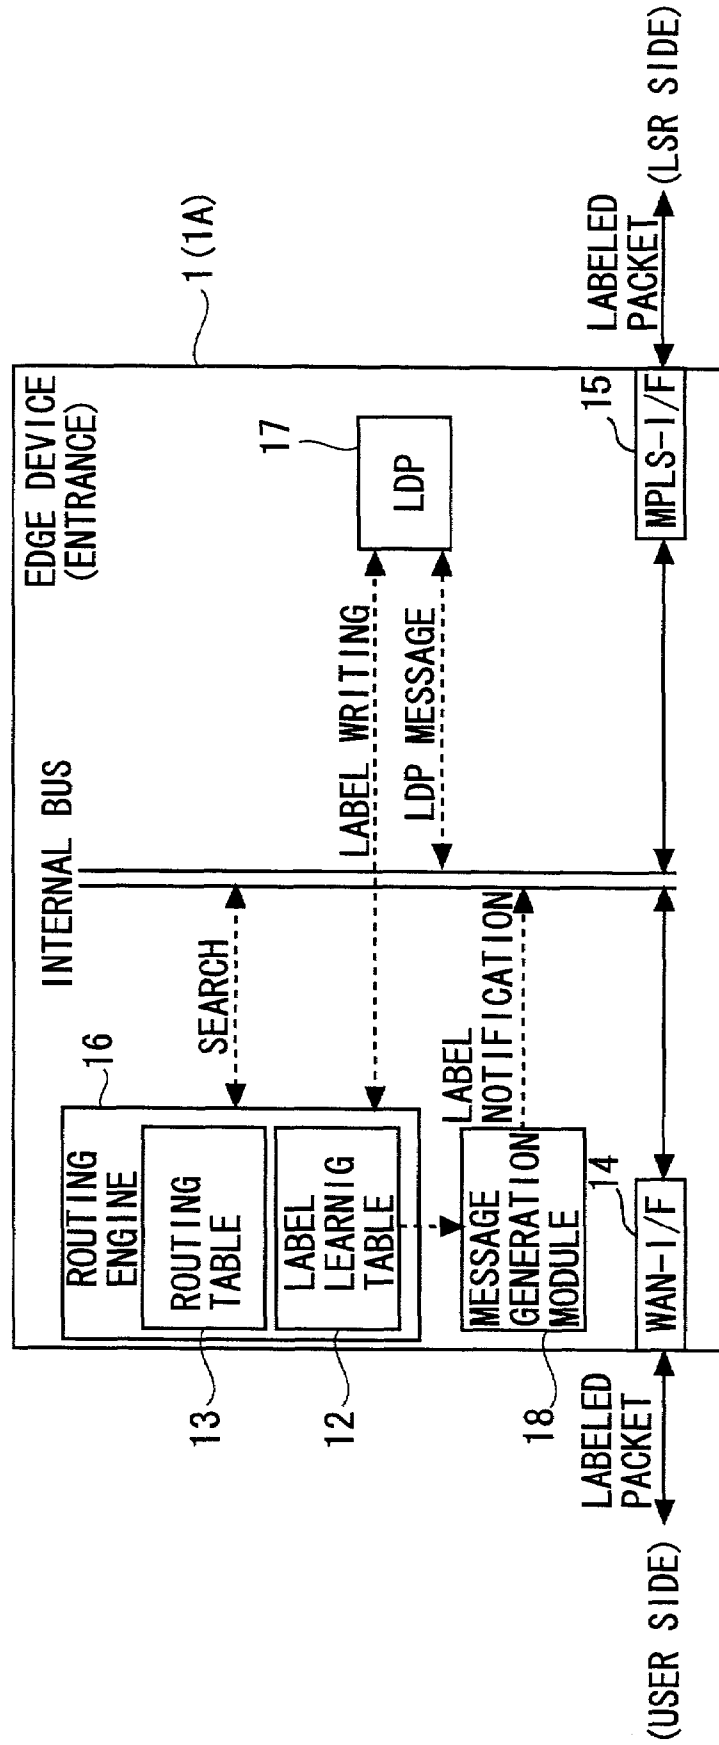 EDGE DEVICE
(ENTRANCE)
1(1A)
INTERNAL BUS
16
ROUTING
ENGINE
ROUTING
TABLE
13
LABEL
LEARNIG
TABLE
12
SEARCH
LABEL WRITING
LDP MESSAGE
17
LDP
LABEL
NOTIFICATION
MESSAGE
GENERATION
MODULE
18
14
WAN-I/F
15
MPLS-I/F
LABELED
PACKET
(USER SIDE)
LABELED
PACKET
(LSR SIDE)